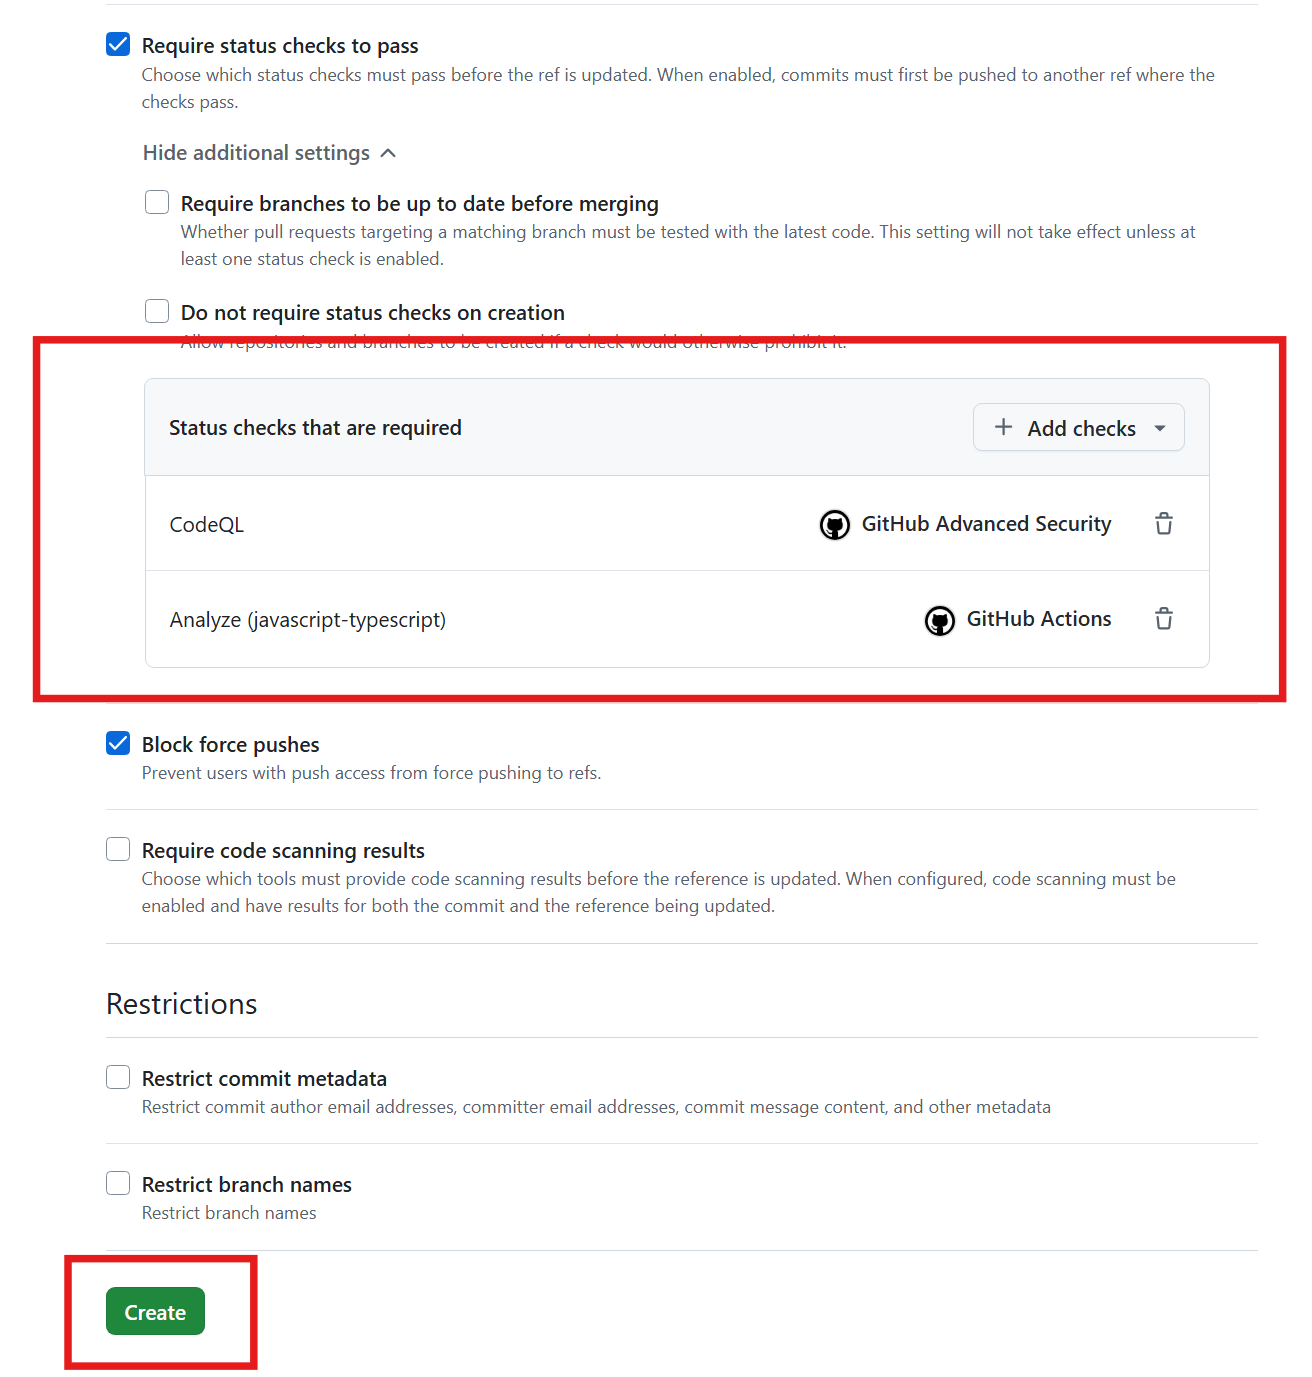 Require status checks to pass
Choose which status checks must pass before the ref is updated. When enabled, commits must first be pushed to another ref where the
checks pass.
Hide additional settings
Require branches to be up to date before merging
Whether pull requests targeting a matching branch must be tested with the latest code. This setting will not take effect unless at
least one status check is enabled.
Do not require status checks on creation
Allow repositories and branches to be created if a check would otherwise prohibit it.
Status checks that are required
Add checks
CodeQL
GitHub Advanced Security
Analyze (javascript-typescript)
GitHub Actions
Block force pushes
Prevent users with push access from force pushing to refs.
Require code scanning results
Choose which tools must provide code scanning results before the reference is updated. When configured, code scanning must be
enabled and have results for both the commit and the reference being updated.
Restrictions
Restrict commit metadata
Restrict commit author email addresses, committer email addresses, commit message content, and other metadata
Restrict branch names
Restrict branch names
Create